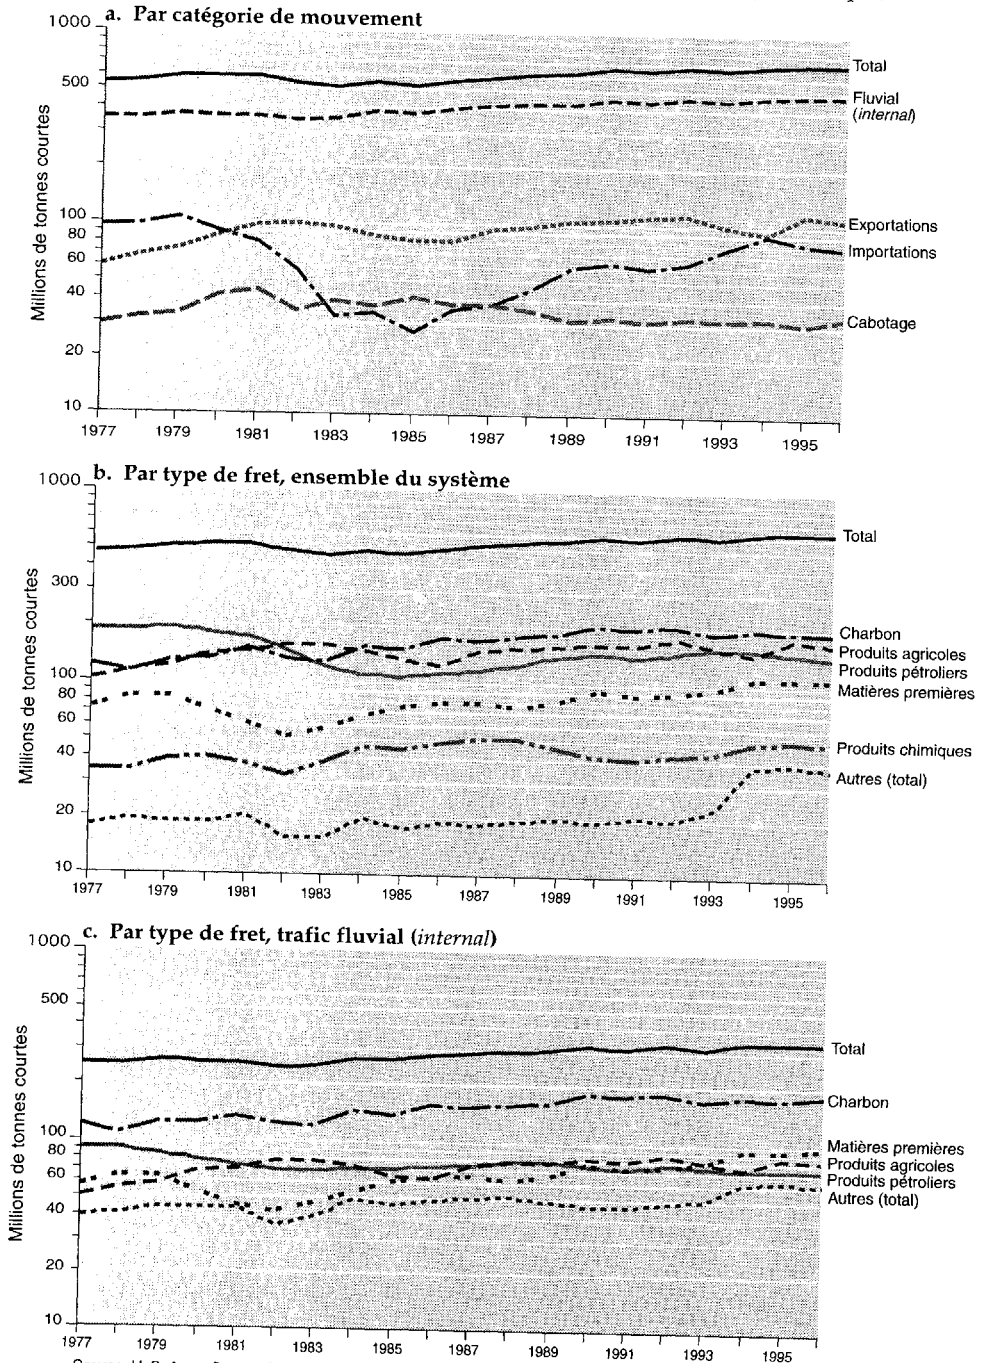 a. Par catégorie de mouvement
Millions de tonnes courtes
1000
500
100
80
60
40
20
10
1977 1979 1981 1983 1985 1987 1989 1991 1993 1995
Total
Fluvial
(internal)
Exportations
Importations
Cabotage
b. Par type de fret, ensemble du système
Millions de tonnes courtes
1000
300
100
80
60
40
20
10
1977 1979 1981 1983 1985 1987 1989 1991 1993 1995
Total
Charbon
Produits agricoles
Produits pétroliers
Matières premières
Produits chimiques
Autres (total)
c. Par type de fret, trafic fluvial (internal)
Millions de tonnes courtes
1000
500
100
80
60
40
20
10
1977 1979 1981 1983 1985 1987 1989 1991 1993 1995
Total
Charbon
Matières premières
Produits agricoles
Produits pétroliers
Autres (total)